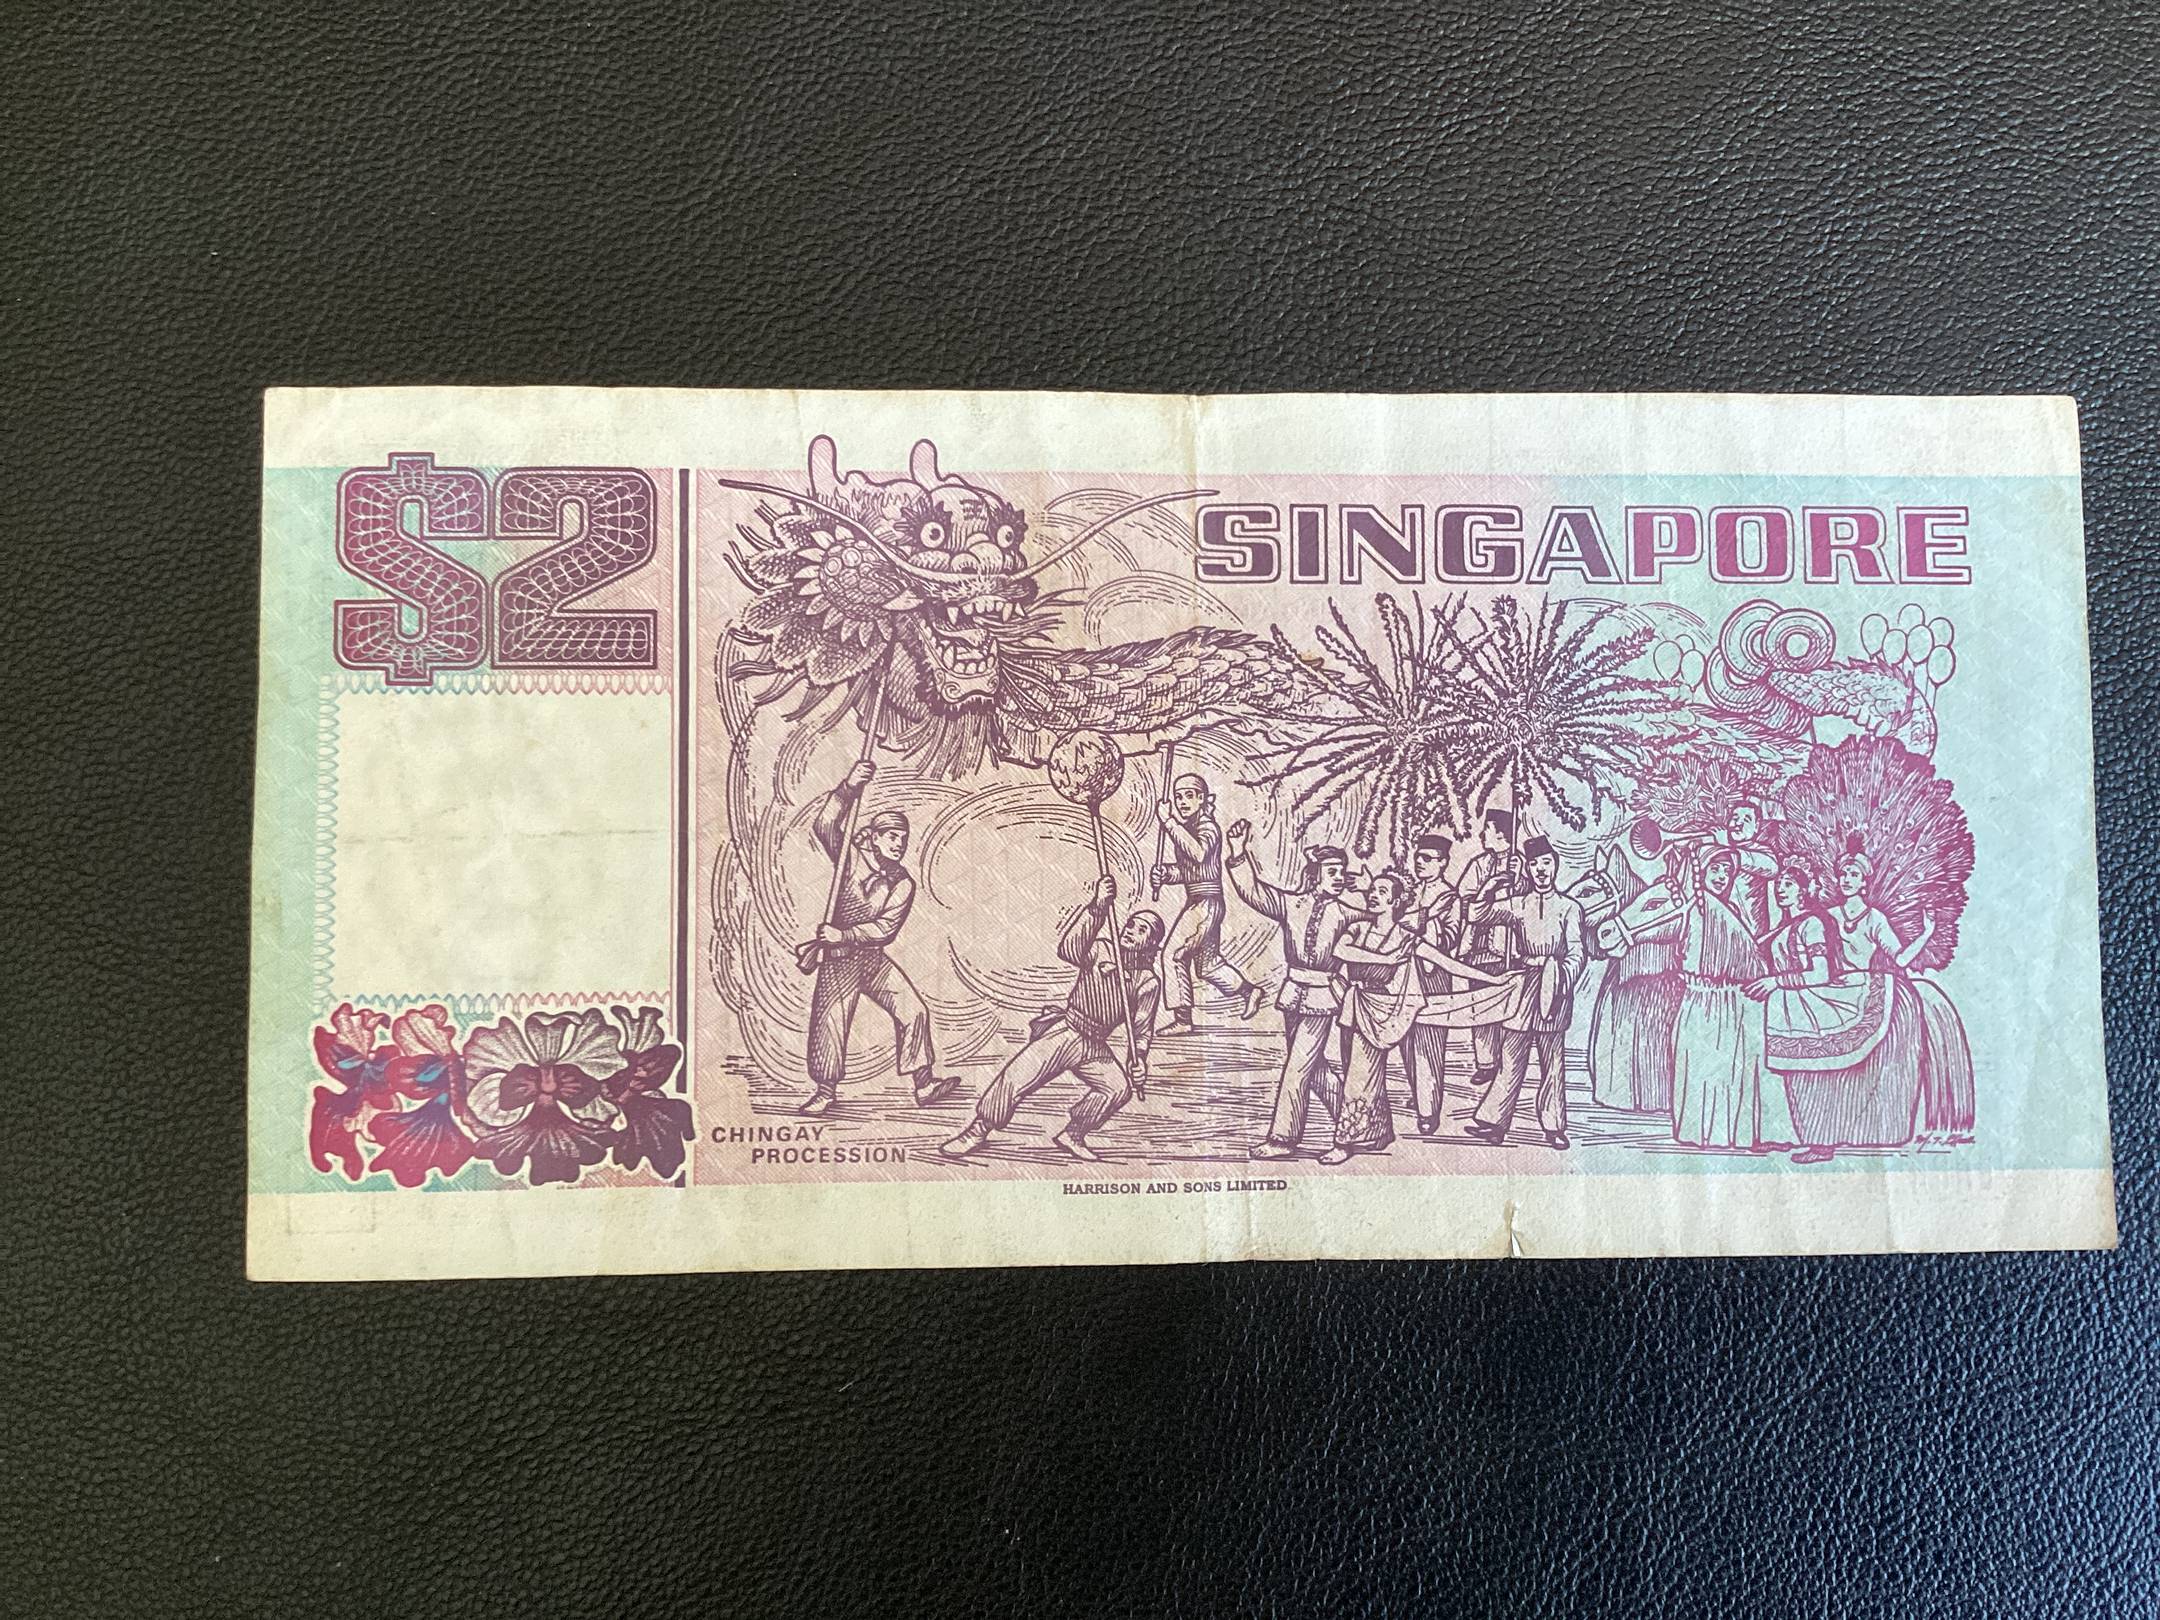 $2
SINGAPORE
CHINGAY
PROCESSION
HARRISON AND SONS LIMITED